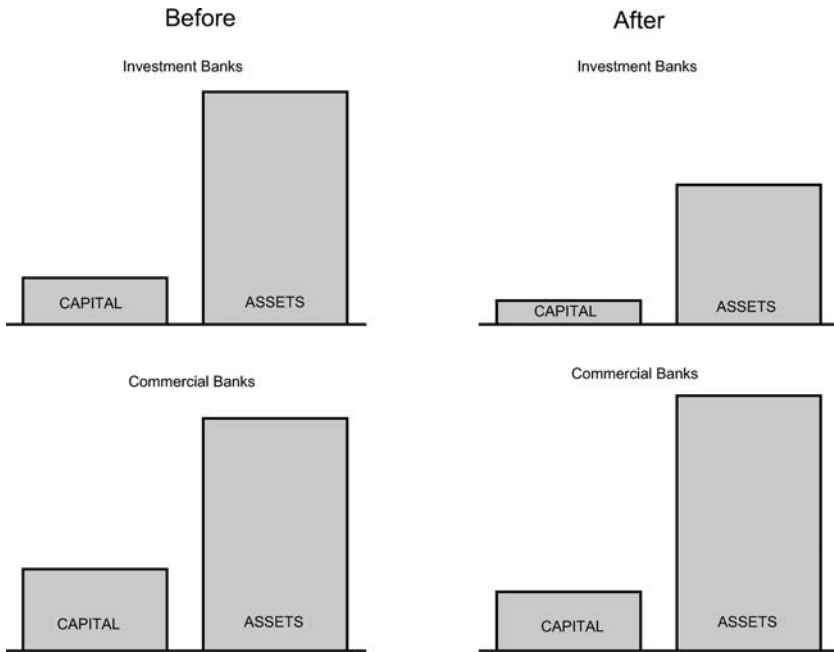 Before
After
Investment Banks
Investment Banks
CAPITAL
ASSETS
CAPITAL
ASSETS
Commercial Banks
Commercial Banks
CAPITAL
ASSETS
CAPITAL
ASSETS